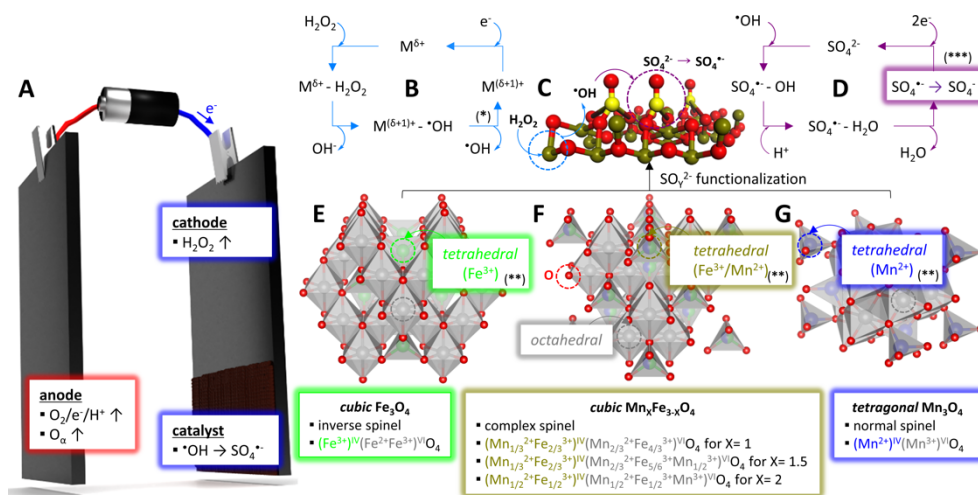 A
e⁻
cathode
▪ H₂O₂ ↑
anode
▪ O₂/e⁻/H⁺ ↑
▪ Oα ↑
catalyst
▪ •OH → SO₄•⁻
B
H₂O₂
Mδ⁺
e⁻
Mδ⁺ - H₂O₂
M(δ+1)+
OH⁻
M(δ+1)+ - •OH
(*)
•OH
C
SO₄²⁻ → SO₄•⁻
•OH
H₂O₂
D
•OH
SO₄²⁻
2e⁻
(***)
SO₄•⁻ - OH
SO₄•⁻ → SO₄⁻
H⁺
SO₄•⁻ - H₂O
H₂O
SOY²⁻ functionalization
E
tetrahedral
(Fe³⁺) (**)
F
tetrahedral
(Fe³⁺/Mn²⁺) (**)
O
octahedral
G
tetrahedral
(Mn²⁺) (**)
cubic Fe₃O₄
▪ inverse spinel
▪ (Fe³⁺)ᴵⱽ(Fe²⁺Fe³⁺)ⱽᴵO₄
cubic MnXFe3-XO₄
▪ complex spinel
▪ (Mn1/3²⁺Fe2/3³⁺)ᴵⱽ(Mn2/3²⁺Fe4/3³⁺)ⱽᴵO₄ for X= 1
▪ (Mn1/3²⁺Fe2/3³⁺)ᴵⱽ(Mn2/3²⁺Fe5/6³⁺Mn1/2³⁺)ⱽᴵO₄ for X= 1.5
▪ (Mn1/2²⁺Fe1/2³⁺)ᴵⱽ(Mn1/2²⁺Fe1/2³⁺Mn³⁺)ⱽᴵO₄ for X= 2
tetragonal Mn₃O₄
▪ normal spinel
▪ (Mn²⁺)ᴵⱽ(Mn³⁺)ⱽᴵO₄